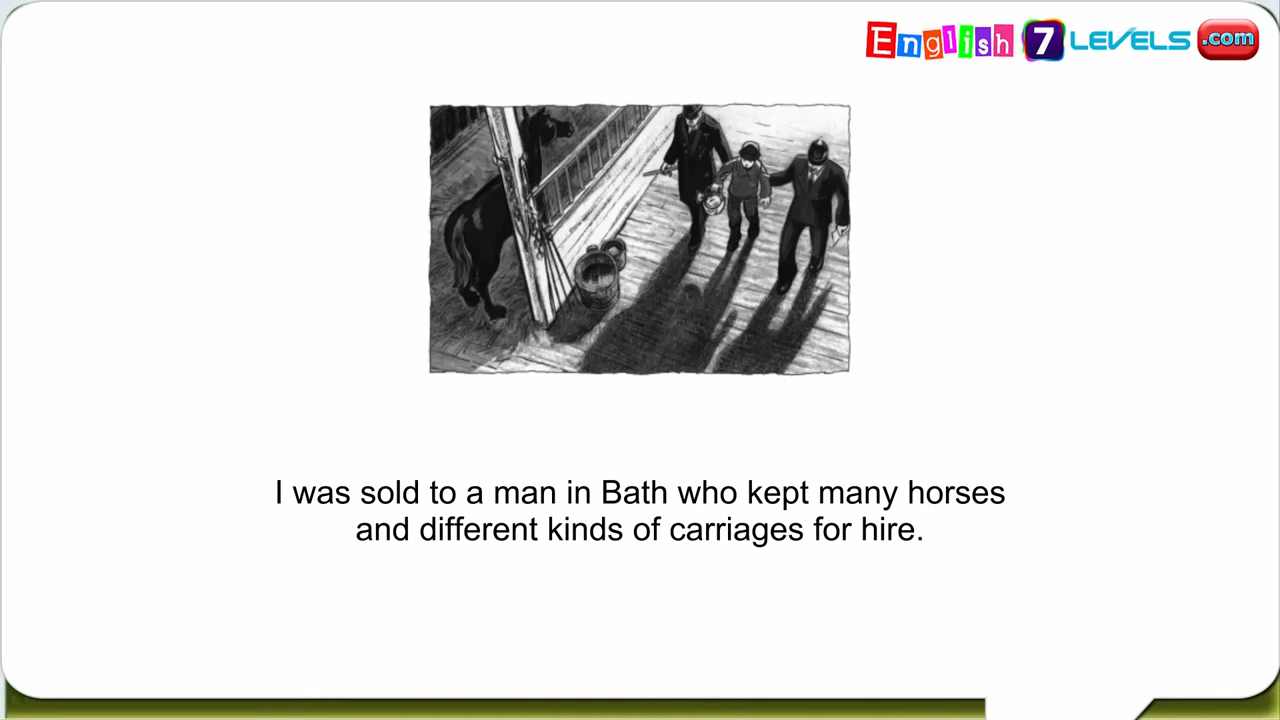 English 7 LEVELS .com
I was sold to a man in Bath who kept many horses
and different kinds of carriages for hire.